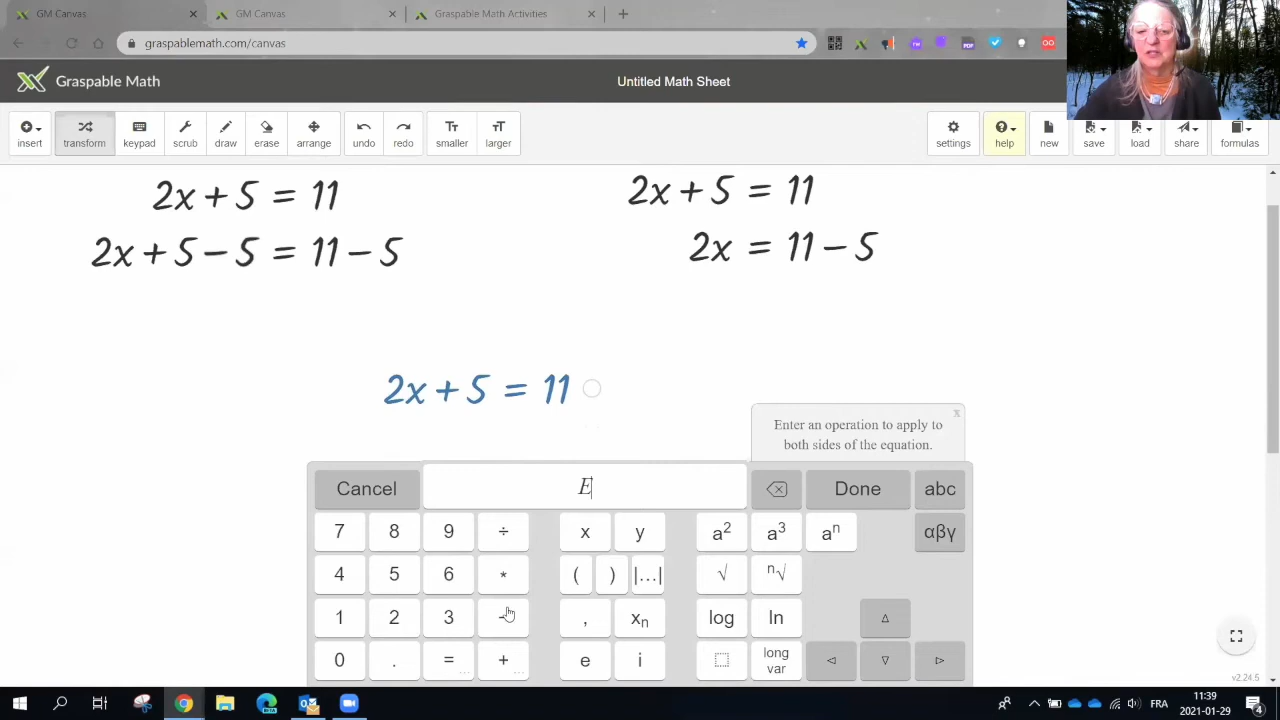 GM Canvas x GM Canvas x Graspable Math Activities x +
graspablemath.com/canvas
Graspable Math
Untitled Math Sheet
insert transform keypad scrub draw erase arrange undo redo smaller larger settings help new save load share formulas
2x + 5 = 11
2x + 5 = 11
2x + 5 − 5 = 11 − 5
2x = 11 − 5
2x + 5 = 11
x
Enter an operation to apply to
both sides of the equation.
Cancel E Done abc
7 8 9 ÷ x y a² a³ aⁿ αβγ
4 5 6 * ( ) |...| √ ⁿ√
1 2 3 - , xₙ log ln
0 . = ... + ... e i long var
v2.24.5
FRA
11:39
2021-01-29
4